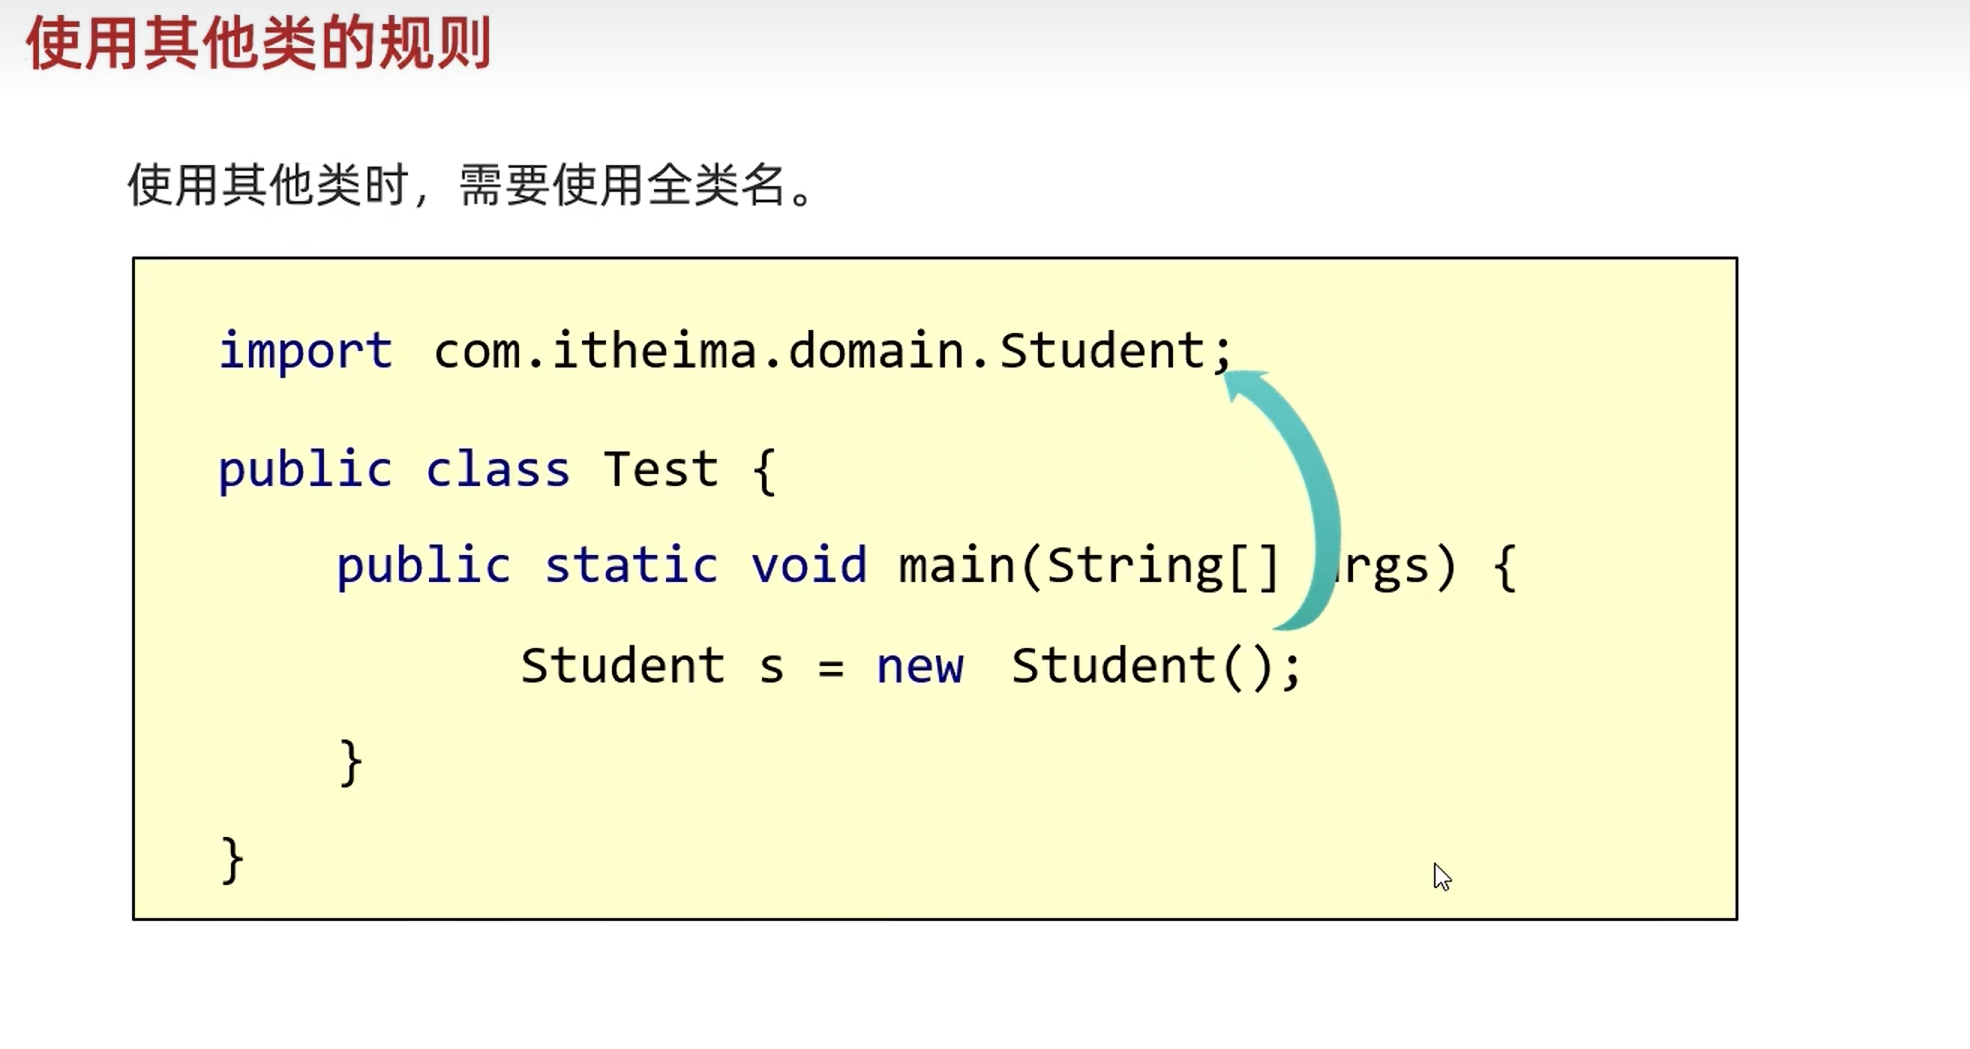 使用其他类的规则
使用其他类时，需要使用全类名。
import com.itheima.domain.Student;
public class Test {
public static void main(String[] rgs) {
Student s = new Student();
}
}